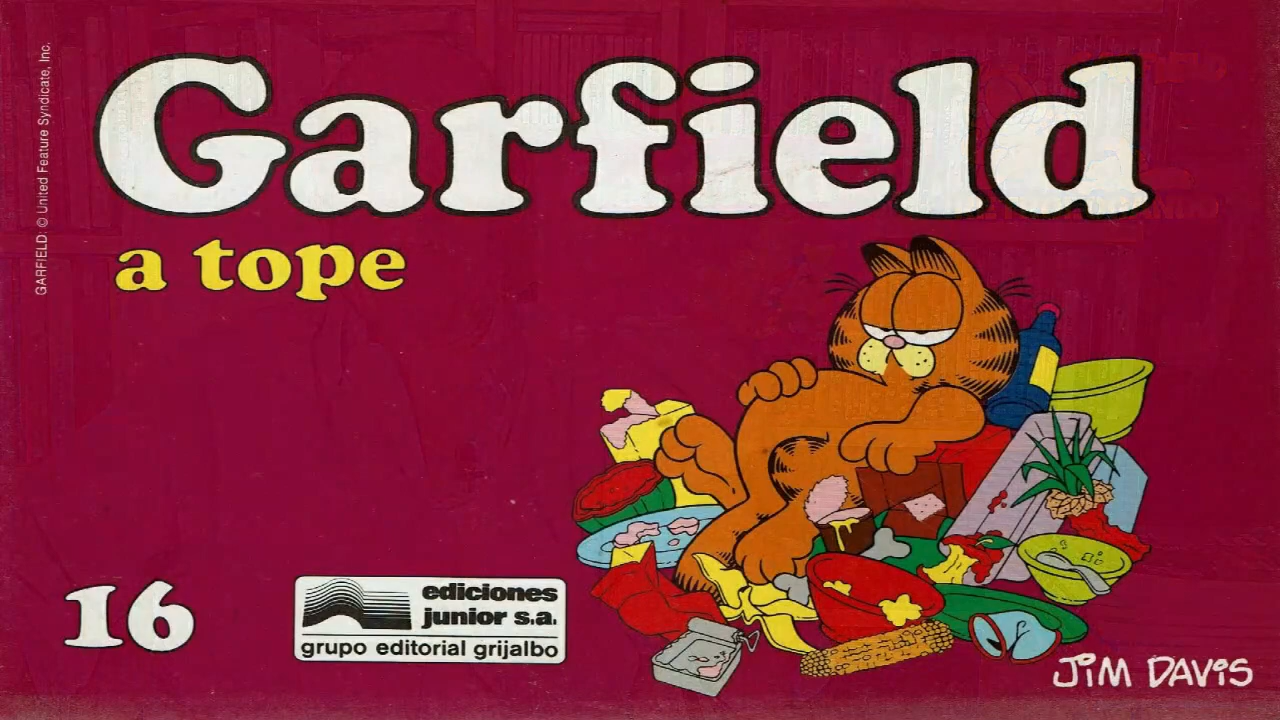 Garfield
a tope
GARFIELD: © United Feature Syndicate, Inc.
16
ediciones
junior s.a.
grupo editorial grijalbo
JIM DAVIS